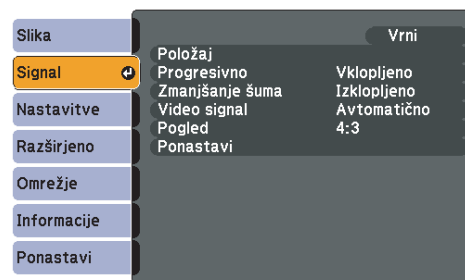 Slika
Signal
Nastavitve
Razširjeno
Omrežje
Informacije
Ponastavi
Vrni
Položaj
Progresivno Vklopljeno
Zmanjšanje šuma Izklopljeno
Video signal Avtomatično
Pogled 4:3
Ponastavi